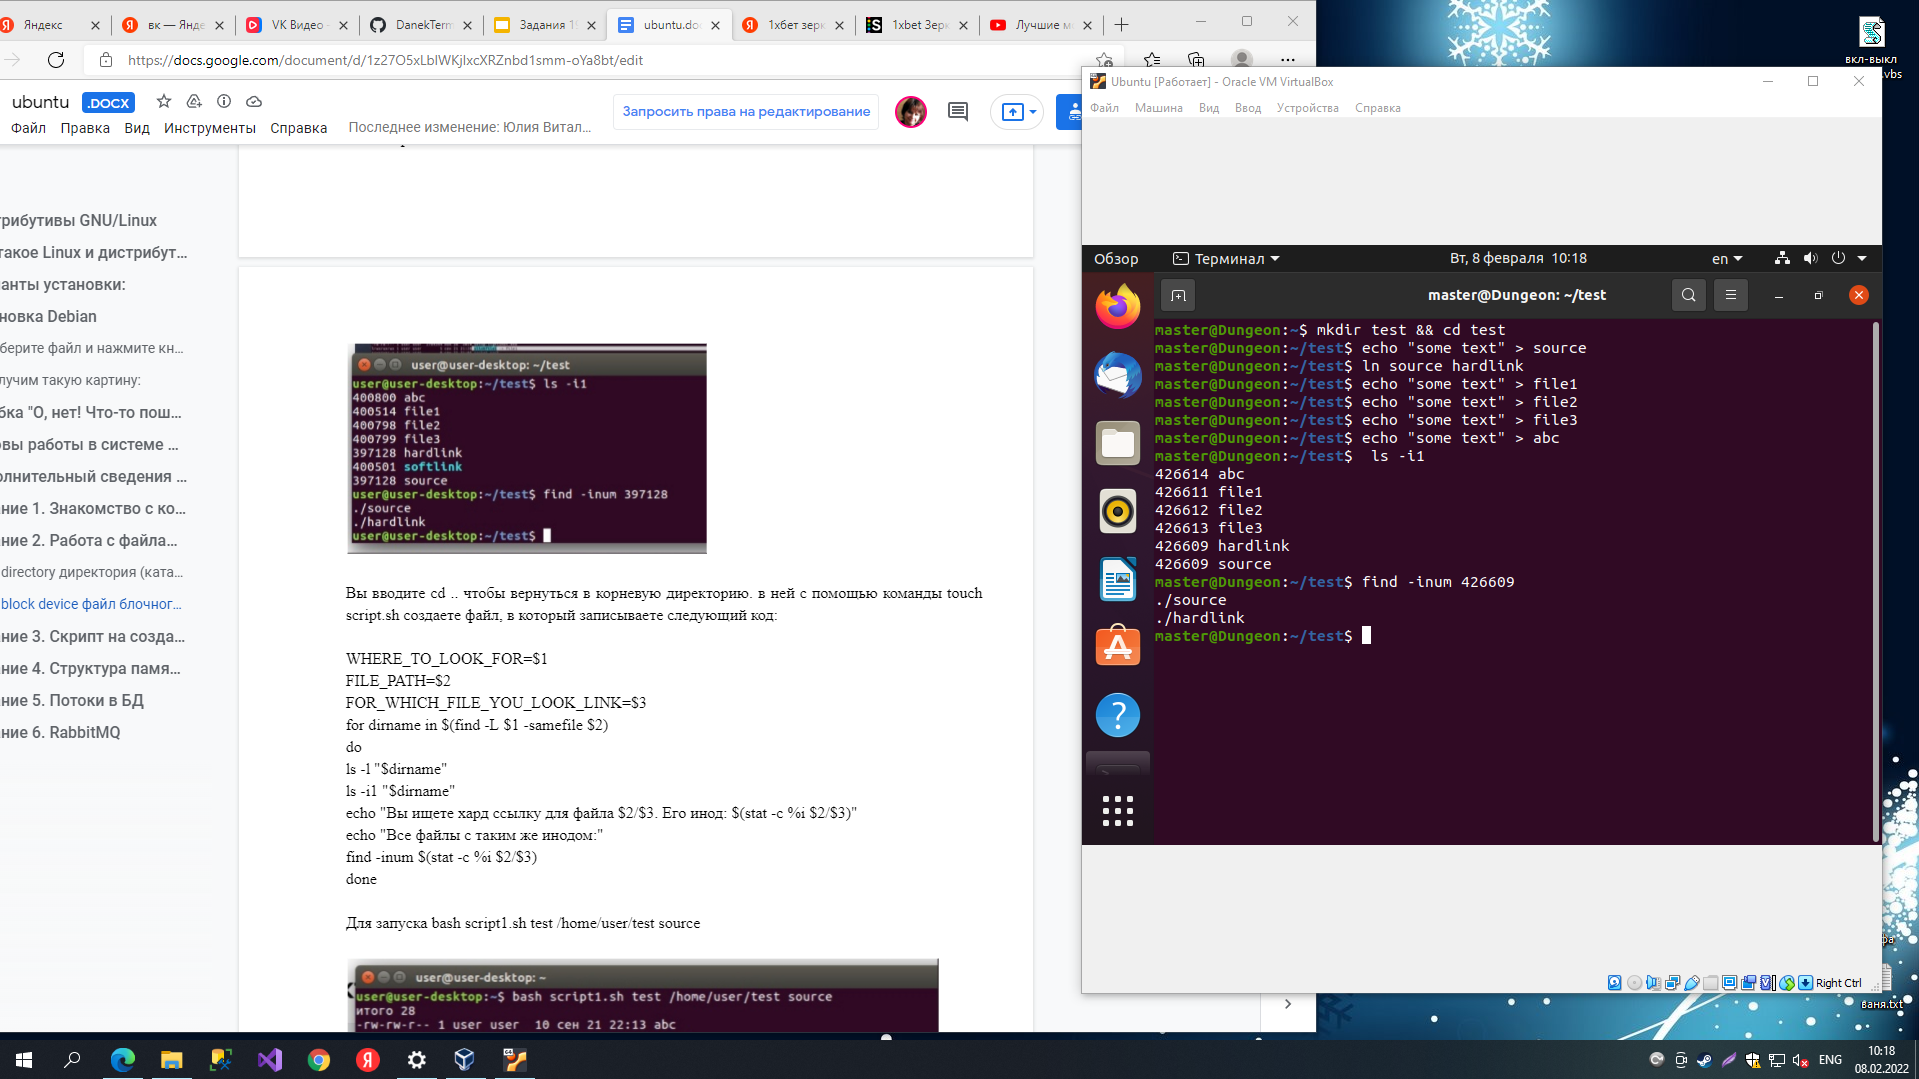 Яндекс
вк — Янде
VK Видео -
DanekTerm
Задания 19
ubuntu.doc
1хбет зерк
1xbet Зерк
Лучшие м
https://docs.google.com/document/d/1z27O5xLblWKjlxcXRZnbd1smm-oYa8bt/edit
ubuntu .DOCX
Запросить права на редактирование
Файл Правка Вид Инструменты Справка Последнее изменение: Юлия Витал...
трибутивы GNU/Linux
такое Linux и дистрибут...
анты установки:
новка Debian
берите файл и нажмите кн...
лучим такую картину:
бка "О, нет! Что-то пош...
овы работы в системе ...
олнительный сведения ...
ние 1. Знакомство с ко...
ние 2. Работа с файла...
directory директория (ката...
block device файл блочног...
ние 3. Скрипт на созда...
ние 4. Структура памя...
ние 5. Потоки в БД
ние 6. RabbitMQ
user@user-desktop: ~/test
user@user-desktop:~/test$ ls -i1
400800 abc
400514 file1
400798 file2
400799 file3
397128 hardlink
400501 softlink
397128 source
user@user-desktop:~/test$ find -inum 397128
./source
./hardlink
user@user-desktop:~/test$
Вы вводите cd .. чтобы вернуться в корневую директорию. в ней с помощью команды touch
script.sh создаете файл, в который записываете следующий код:
WHERE_TO_LOOK_FOR=$1
FILE_PATH=$2
FOR_WHICH_FILE_YOU_LOOK_LINK=$3
for dirname in $(find -L $1 -samefile $2)
do
ls -l "$dirname"
ls -i1 "$dirname"
echo "Вы ищете хард ссылку для файла $2/$3. Его инод: $(stat -c %i $2/$3)"
echo "Все файлы с таким же инодом:"
find -inum $(stat -c %i $2/$3)
done
Для запуска bash script1.sh test /home/user/test source
user@user-desktop: ~
user@user-desktop:~$ bash script1.sh test /home/user/test source
итого 28
-rw-rw-r-- 1 user user 10 сен 21 22:13 abc
Ubuntu [Работает] - Oracle VM VirtualBox
Файл Машина Вид Ввод Устройства Справка
Обзор Терминал Вт, 8 февраля 10:18 en
master@Dungeon: ~/test
master@Dungeon:~$ mkdir test && cd test
master@Dungeon:~/test$ echo "some text" > source
master@Dungeon:~/test$ ln source hardlink
master@Dungeon:~/test$ echo "some text" > file1
master@Dungeon:~/test$ echo "some text" > file2
master@Dungeon:~/test$ echo "some text" > file3
master@Dungeon:~/test$ echo "some text" > abc
master@Dungeon:~/test$  ls -i1
426614 abc
426611 file1
426612 file2
426613 file3
426609 hardlink
426609 source
master@Dungeon:~/test$ find -inum 426609
./source
./hardlink
master@Dungeon:~/test$
Right Ctrl
вкл-выкл
.vbs
фа
ваня.txt
ENG
10:18
08.02.2022